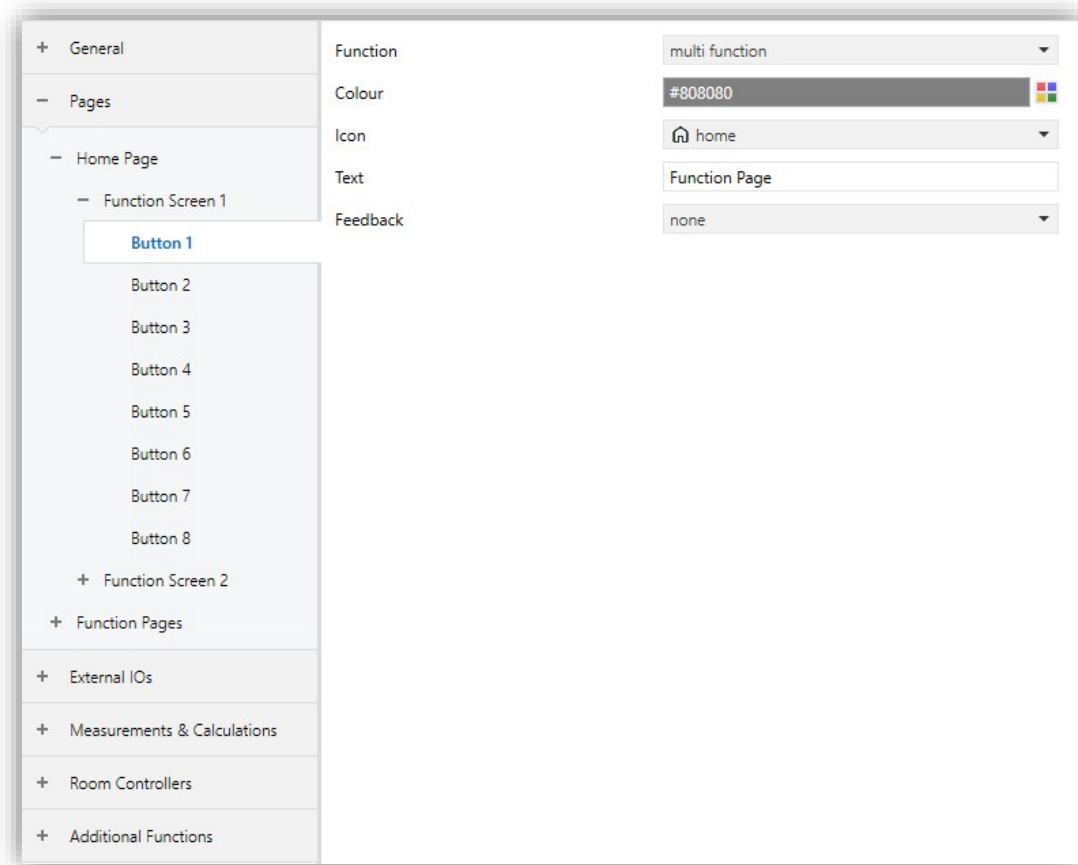 General
Pages
Home Page
Function Screen 1
Button 1
Button 2
Button 3
Button 4
Button 5
Button 6
Button 7
Button 8
Function Screen 2
Function Pages
External IOs
Measurements & Calculations
Room Controllers
Additional Functions
Function multi function
Colour #808080
Icon home
Text Function Page
Feedback none